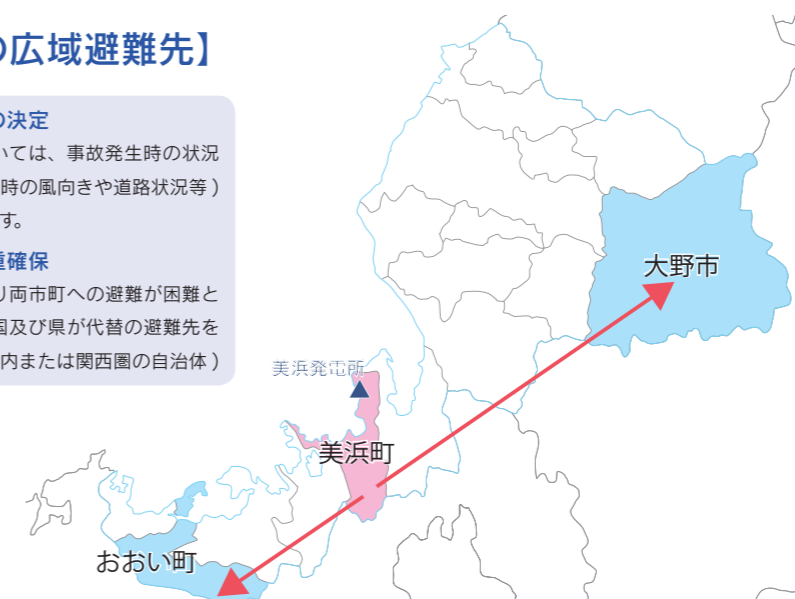 の広域避難先】
の決定
いては、事故発生時の状況
時の風向きや道路状況等）
す。
重確保
り両市町への避難が困難と
国及び県が代替の避難先を
内または関西圏の自治体）
大野市
美浜発電所
美浜町
おおい町